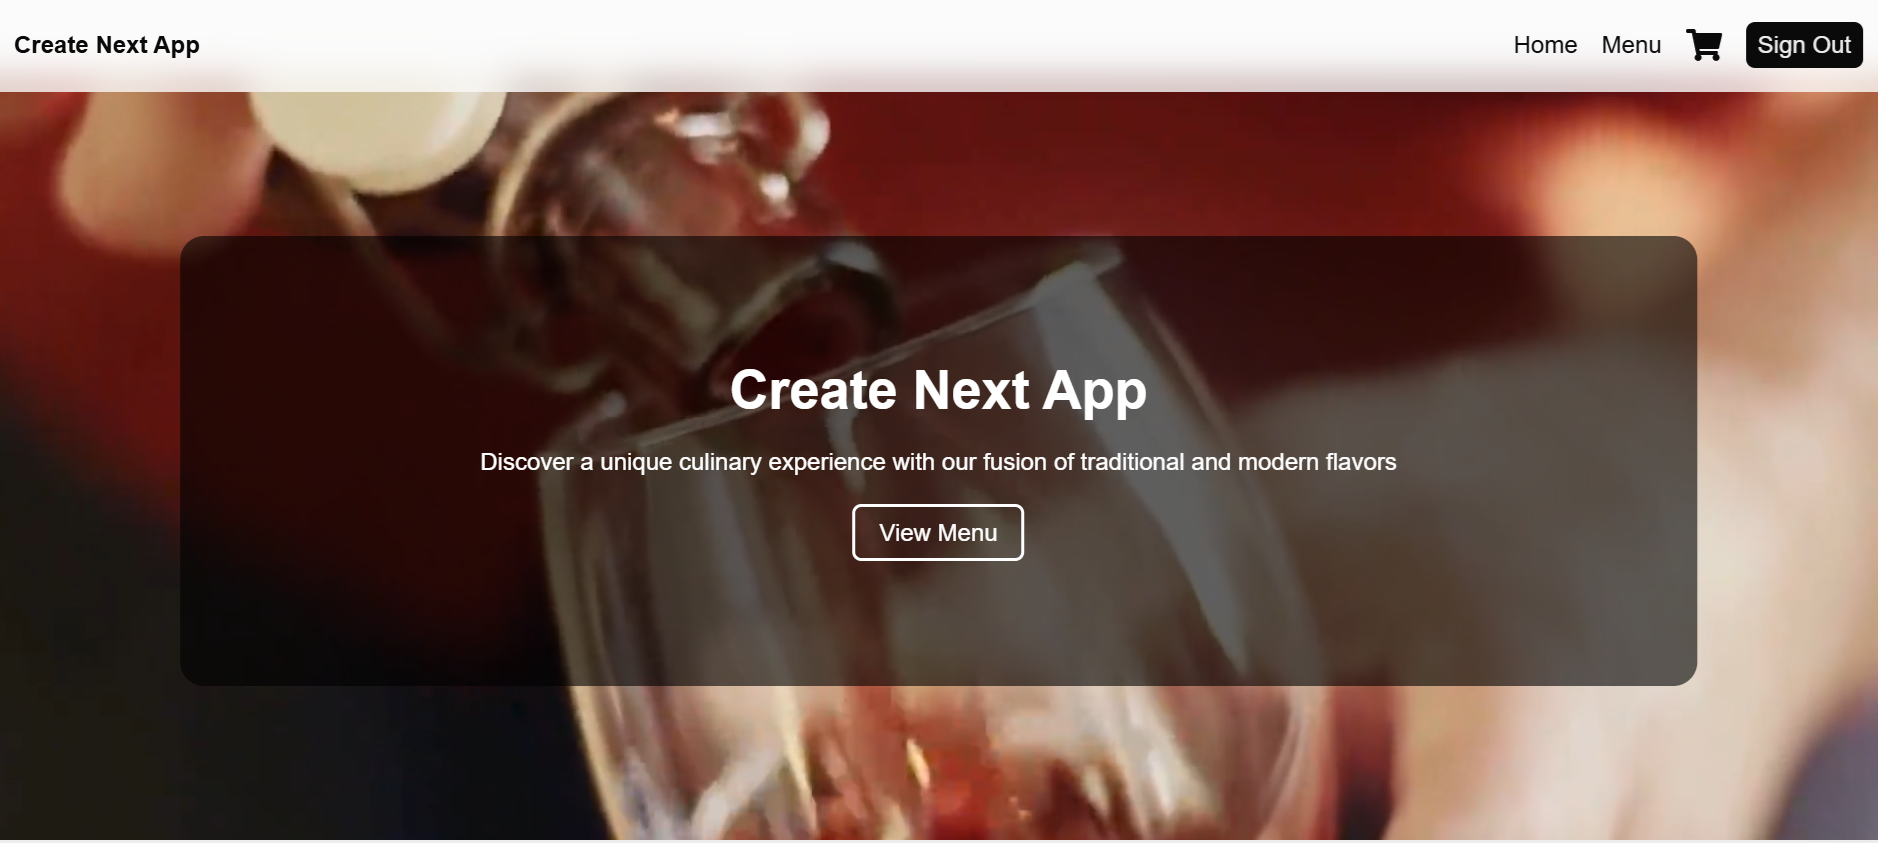 Create Next App
Home Menu Sign Out
Create Next App
Discover a unique culinary experience with our fusion of traditional and modern flavors
View Menu